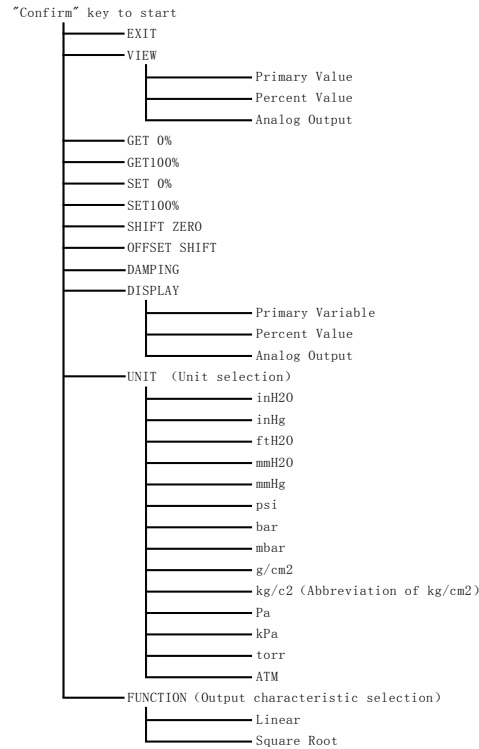 "Confirm" key to start
EXIT
VIEW
Primary Value
Percent Value
Analog Output
GET 0%
GET100%
SET 0%
SET100%
SHIFT ZERO
OFFSET SHIFT
DAMPING
DISPLAY
Primary Variable
Percent Value
Analog Output
UNIT （Unit selection）
inH2O
inHg
ftH2O
mmH2O
mmHg
psi
bar
mbar
g/cm2
kg/c2（Abbreviation of kg/cm2）
Pa
kPa
torr
ATM
FUNCTION（Output characteristic selection）
Linear
Square Root